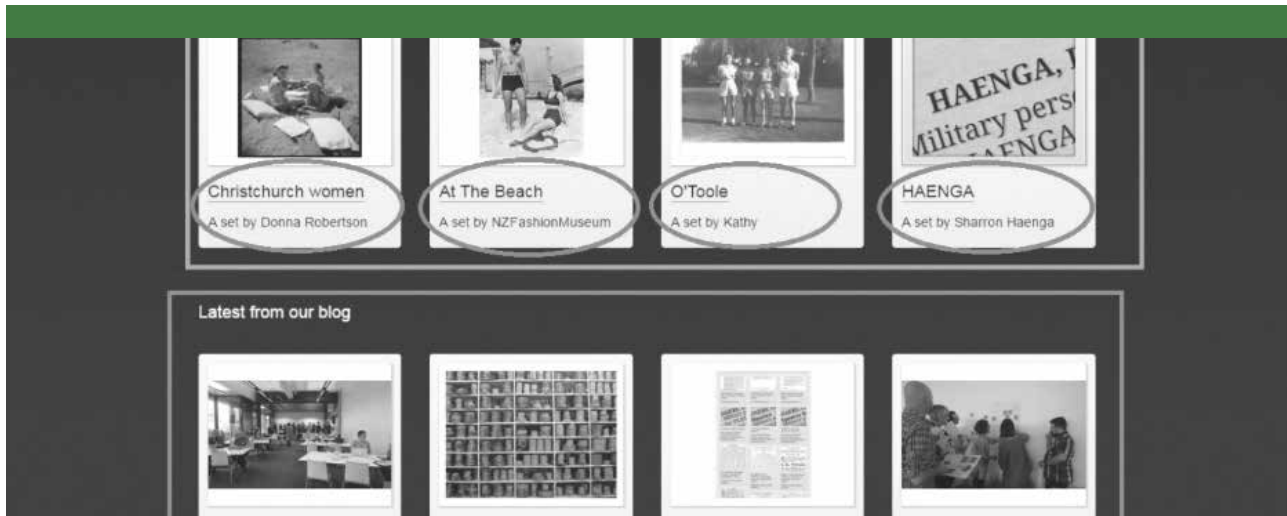 HAENGA,
Military
HAENGA
Christchurch women
A set by Donna Robertson
At The Beach
A set by NZFashionMuseum
O'Toole
A set by Kathy
HAENGA
A set by Sharron Haenga
Latest from our blog